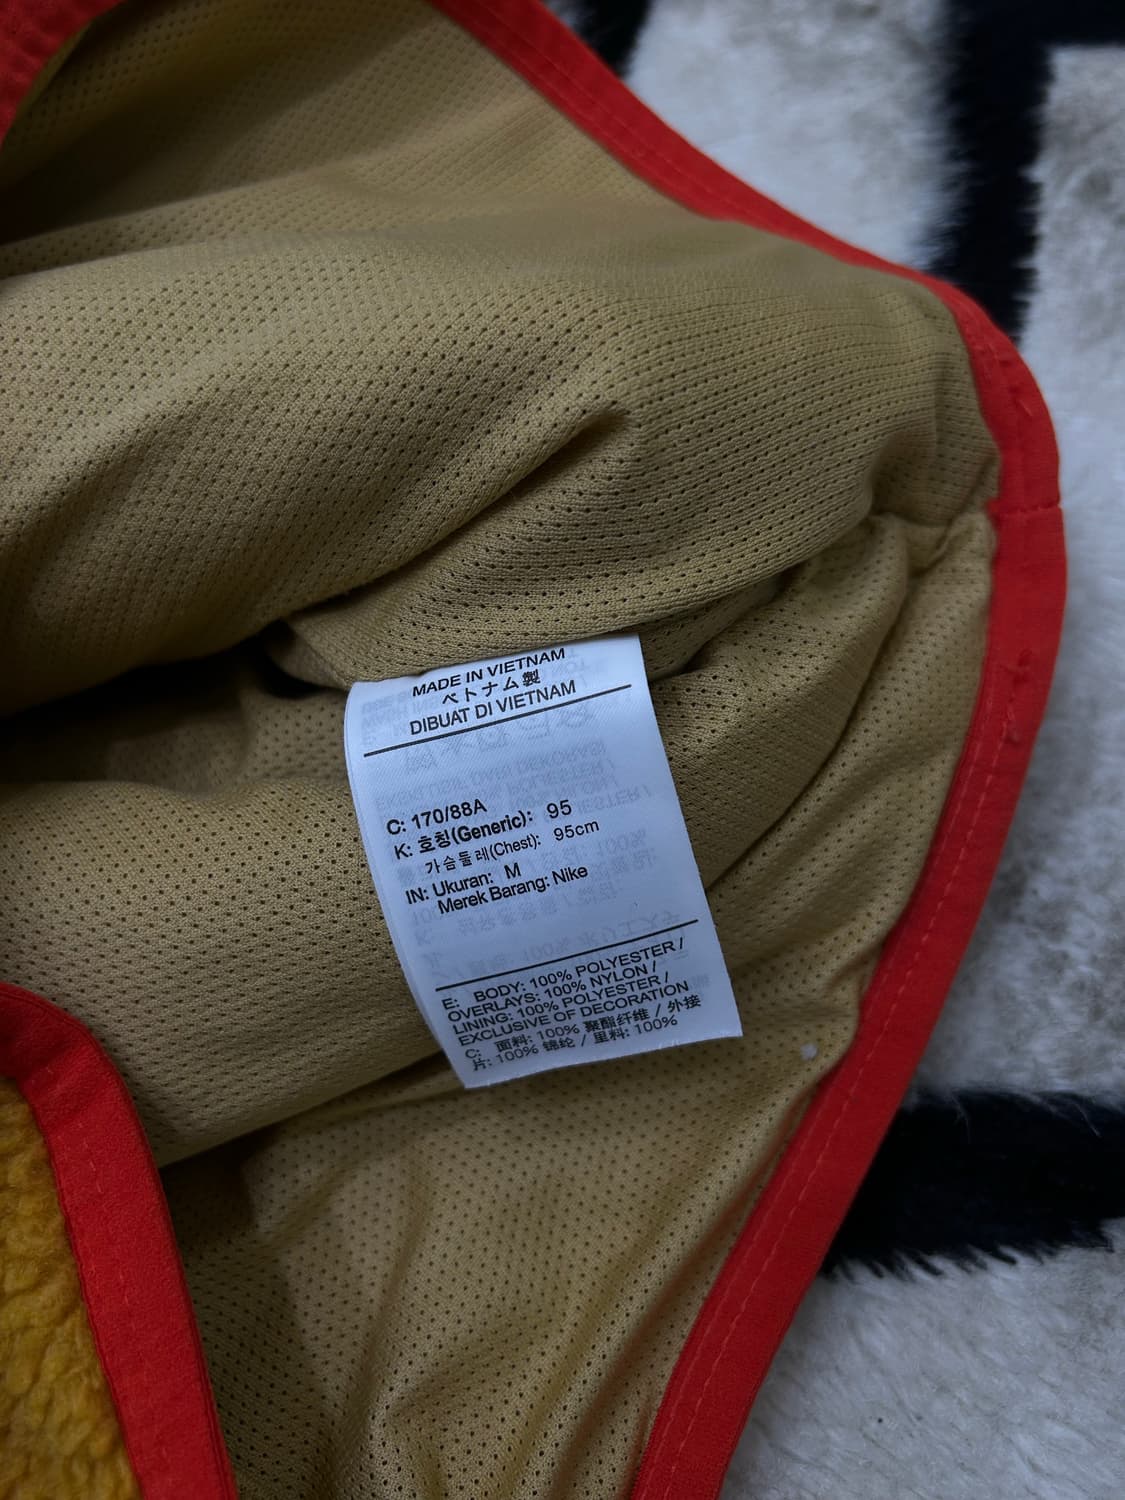 MADE IN VIETNAM
ベトナム製
DIBUAT DI VIETNAM
C: 170/88A
K: 호칭(Generic): 95
가슴둘레(Chest): 95cm
IN: Ukuran: M
Merek Barang: Nike
E: BODY: 100% POLYESTER /
OVERLAYS: 100% NYLON /
LINING: 100% POLYESTER /
EXCLUSIVE OF DECORATION
C: 面料: 100% 聚酯纤维 / 外接
片: 100% 锦纶 / 里料: 100%